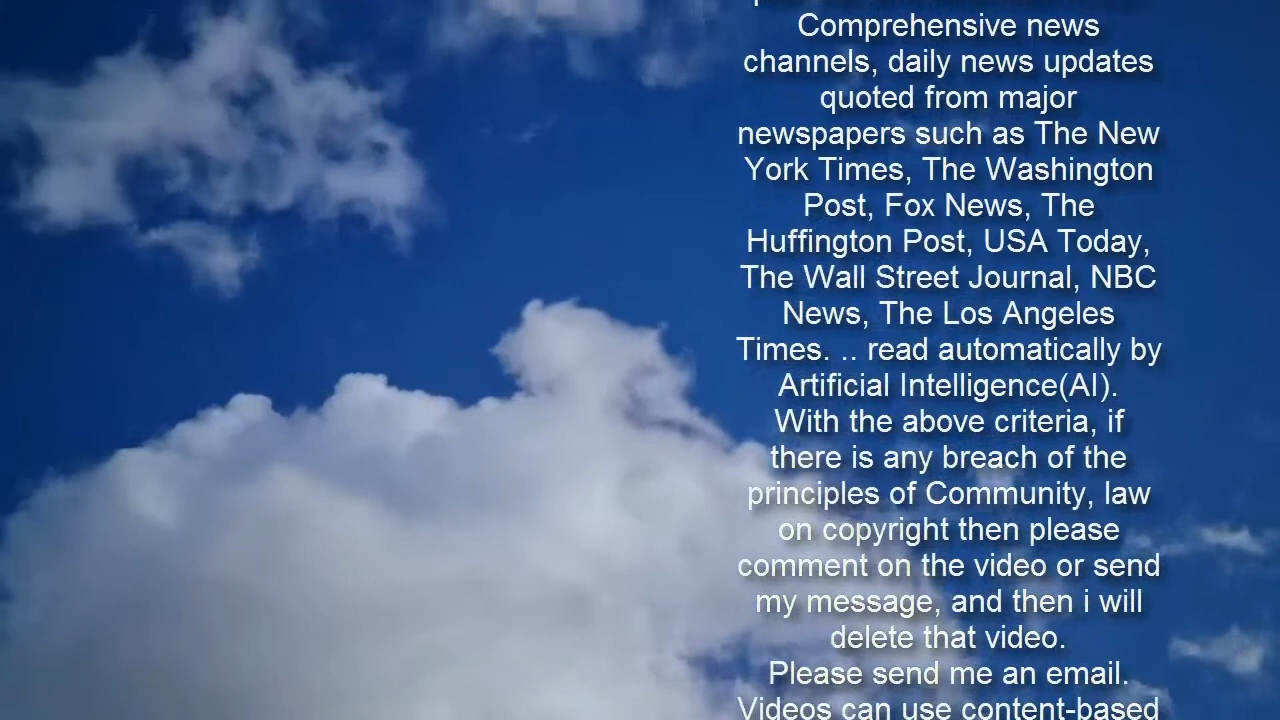 Comprehensive news
channels, daily news updates
quoted from major
newspapers such as The New
York Times, The Washington
Post, Fox News, The
Huffington Post, USA Today,
The Wall Street Journal, NBC
News, The Los Angeles
Times. .. read automatically by
Artificial Intelligence(AI).
With the above criteria, if
there is any breach of the
principles of Community, law
on copyright then please
comment on the video or send
my message, and then i will
delete that video.
Please send me an email.
Videos can use content-based